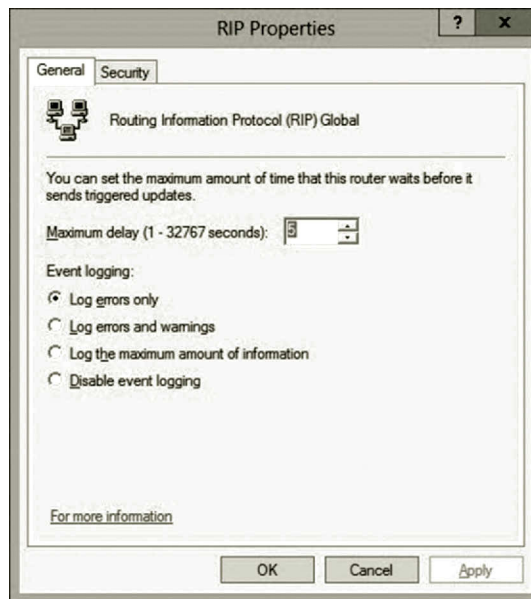 RIP Properties
?
x
General
Security
Routing Information Protocol (RIP) Global
You can set the maximum amount of time that this router waits before it
sends triggered updates.
Maximum delay (1 - 32767 seconds):
5
Event logging:
Log errors only
Log errors and warnings
Log the maximum amount of information
Disable event logging
For more information
OK
Cancel
Apply